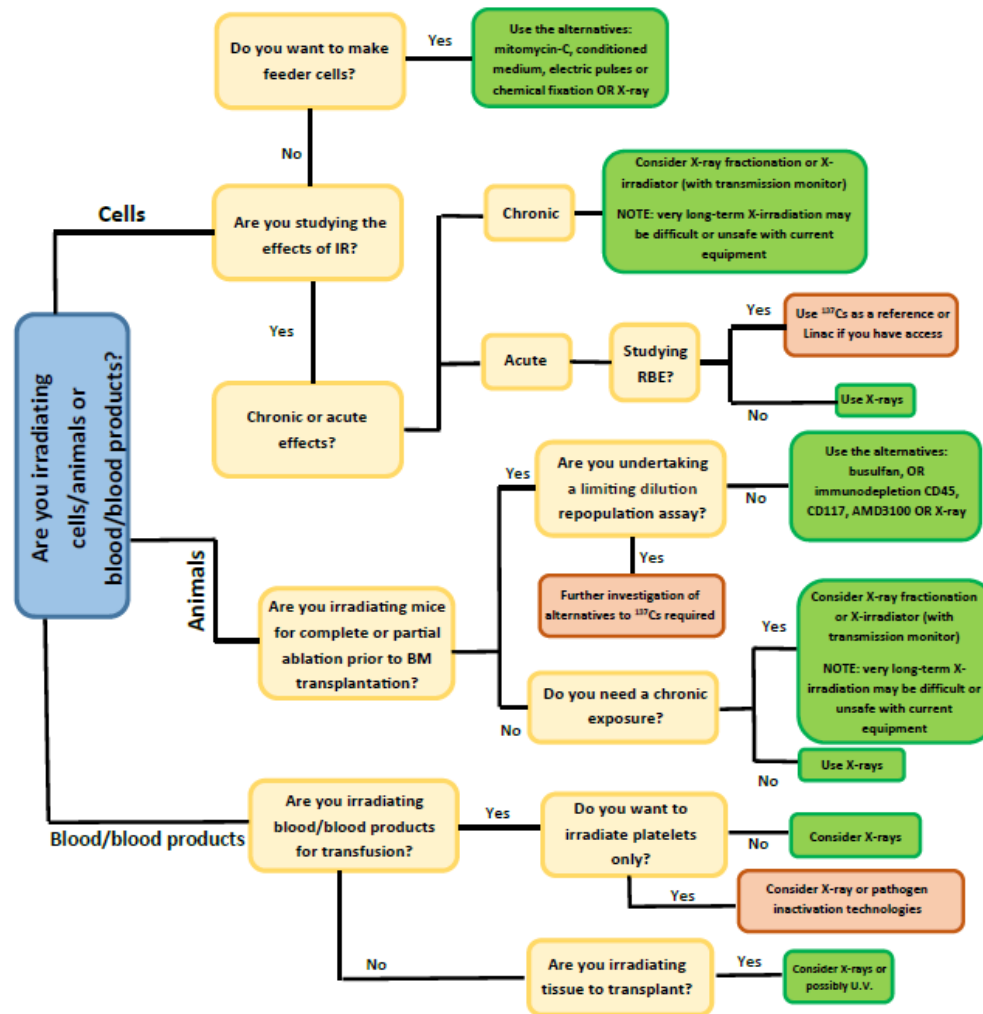 Do you want to make
feeder cells?
Yes
Use the alternatives:
mitomycin-C, conditioned
medium, electric pulses or
chemical fixation OR X-ray
No
Cells
Are you studying the
effects of IR?
Yes
Chronic or acute
effects?
Chronic
Consider X-ray fractionation or X-
irradiator (with transmission monitor)
NOTE: very long-term X-irradiation may
be difficult or unsafe with current
equipment
Acute
Studying
RBE?
Yes
Use ¹³⁷Cs as a reference or
Linac if you have access
No
Use X-rays
Are you irradiating
cells/animals or
blood/blood products?
Animals
Are you irradiating mice
for complete or partial
ablation prior to BM
transplantation?
Yes
Are you undertaking
a limiting dilution
repopulation assay?
No
Use the alternatives:
busulfan, OR
immunodepletion CD45,
CD117, AMD3100 OR X-ray
Yes
Further investigation of
alternatives to ¹³⁷Cs required
No
Do you need a chronic
exposure?
Yes
Consider X-ray fractionation
or X-irradiator (with
transmission monitor)
NOTE: very long-term X-
irradiation may be difficult or
unsafe with current
equipment
No
Use X-rays
Blood/blood products
Are you irradiating
blood/blood products
for transfusion?
Yes
Do you want to
irradiate platelets
only?
No
Consider X-rays
Yes
Consider X-ray or pathogen
inactivation technologies
No
Are you irradiating
tissue to transplant?
Yes
Consider X-rays or
possibly U.V.